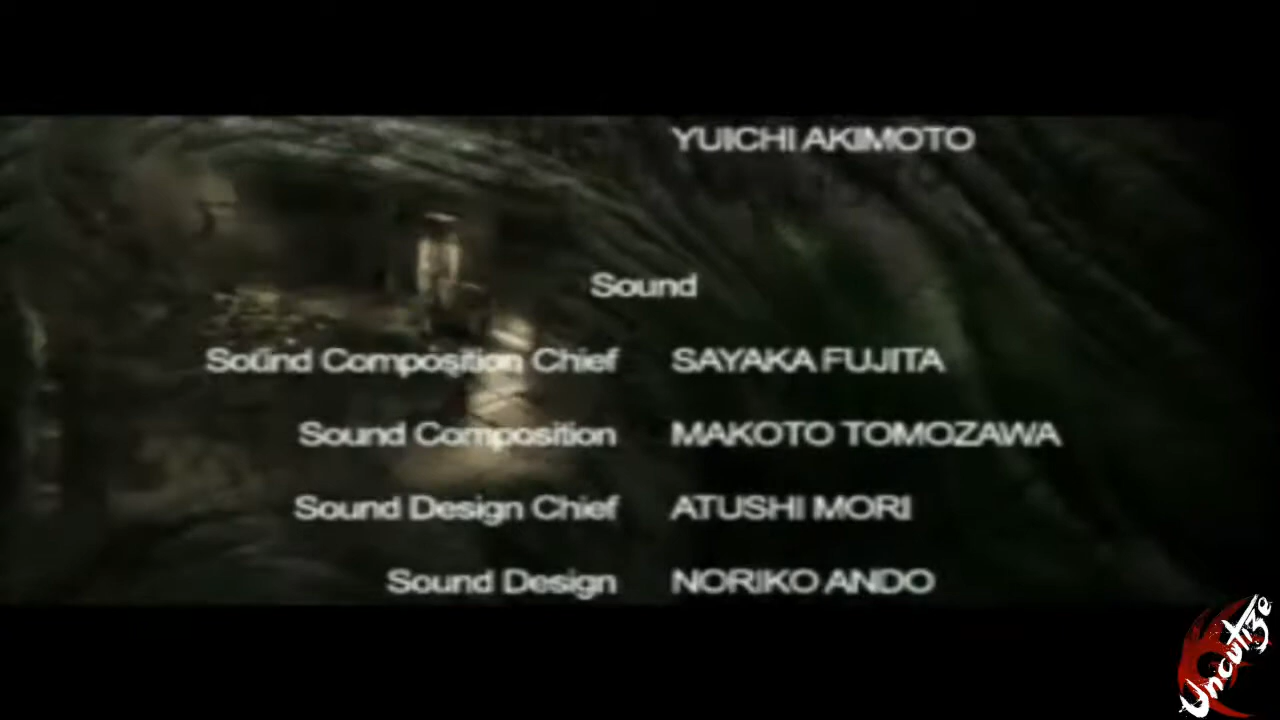 YUICHI AKIMOTO
Sound
Sound Composition Chief SAYAKA FUJITA
Sound Composition MAKOTO TOMOZAWA
Sound Design Chief ATUSHI MORI
Sound Design NORIKO ANDO
Uncutize